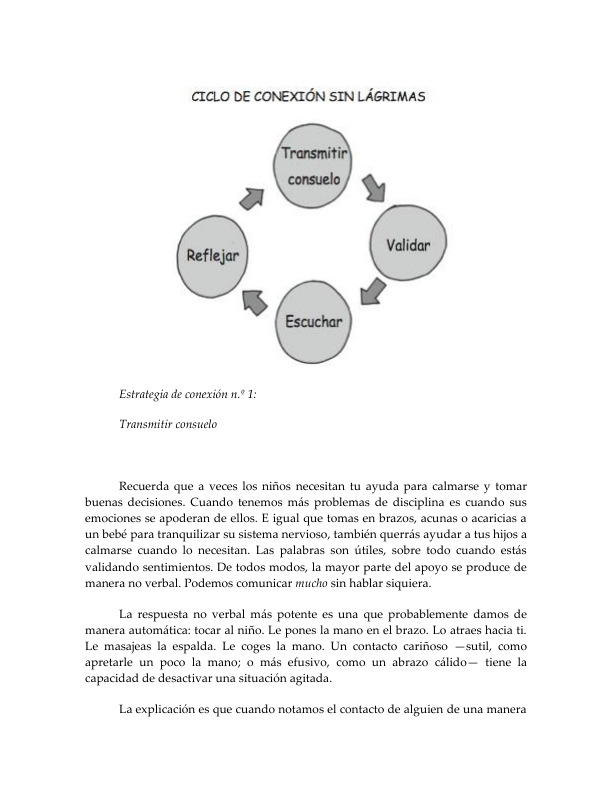 CICLO DE CONEXIÓN SIN LÁGRIMAS
Transmitir
consuelo
Validar
Escuchar
Reflejar
Estrategia de conexión n.º 1:
Transmitir consuelo
Recuerda que a veces los niños necesitan tu ayuda para calmarse y tomar
buenas decisiones. Cuando tenemos más problemas de disciplina es cuando sus
emociones se apoderan de ellos. E igual que tomas en brazos, acunas o acaricias a
un bebé para tranquilizar su sistema nervioso, también querrás ayudar a tus hijos a
calmarse cuando lo necesitan. Las palabras son útiles, sobre todo cuando estás
validando sentimientos. De todos modos, la mayor parte del apoyo se produce de
manera no verbal. Podemos comunicar mucho sin hablar siquiera.
La respuesta no verbal más potente es una que probablemente damos de
manera automática: tocar al niño. Le pones la mano en el brazo. Lo atraes hacia ti.
Le masajeas la espalda. Le coges la mano. Un contacto cariñoso —sutil, como
apretarle un poco la mano; o más efusivo, como un abrazo cálido— tiene la
capacidad de desactivar una situación agitada.
La explicación es que cuando notamos el contacto de alguien de una manera